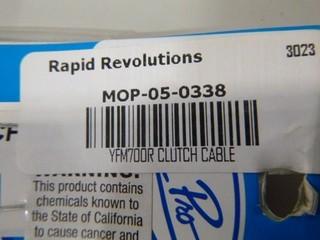 Rapid Revolutions
3023
MOP-05-0338
YFM700R CLUTCH CABLE
WARNING:
This product contains
chemicals known to
the State of California
to cause cancer and
Pro